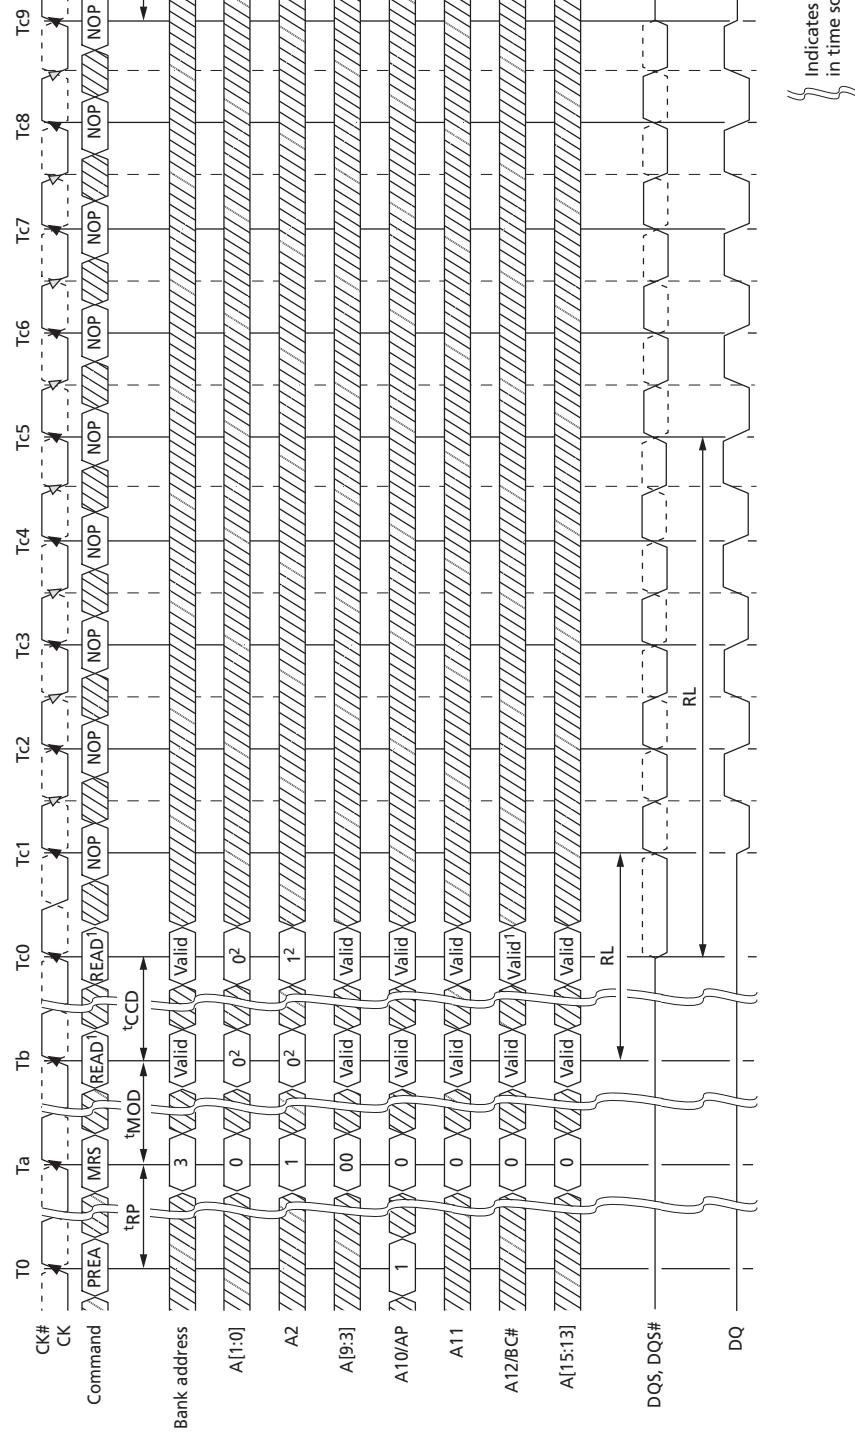 T0 Ta Tb Tc0 Tc1 Tc2 Tc3 Tc4 Tc5 Tc6 Tc7 Tc8 Tc9
CK#
CK
Command PREA MRS READ1 READ1 NOP NOP NOP NOP NOP NOP NOP NOP NOP
tRP tMOD tCCD
Bank address 3 Valid Valid
A[1:0] 0 02 02
A2 1 02 12
A[9:3] 00 Valid Valid
A10/AP 1 0 Valid Valid
A11 0 Valid Valid
A12/BC# 0 Valid Valid1
A[15:13] 0 Valid Valid
RL
DQS, DQS#
RL
DQ
Indicates
in time sc